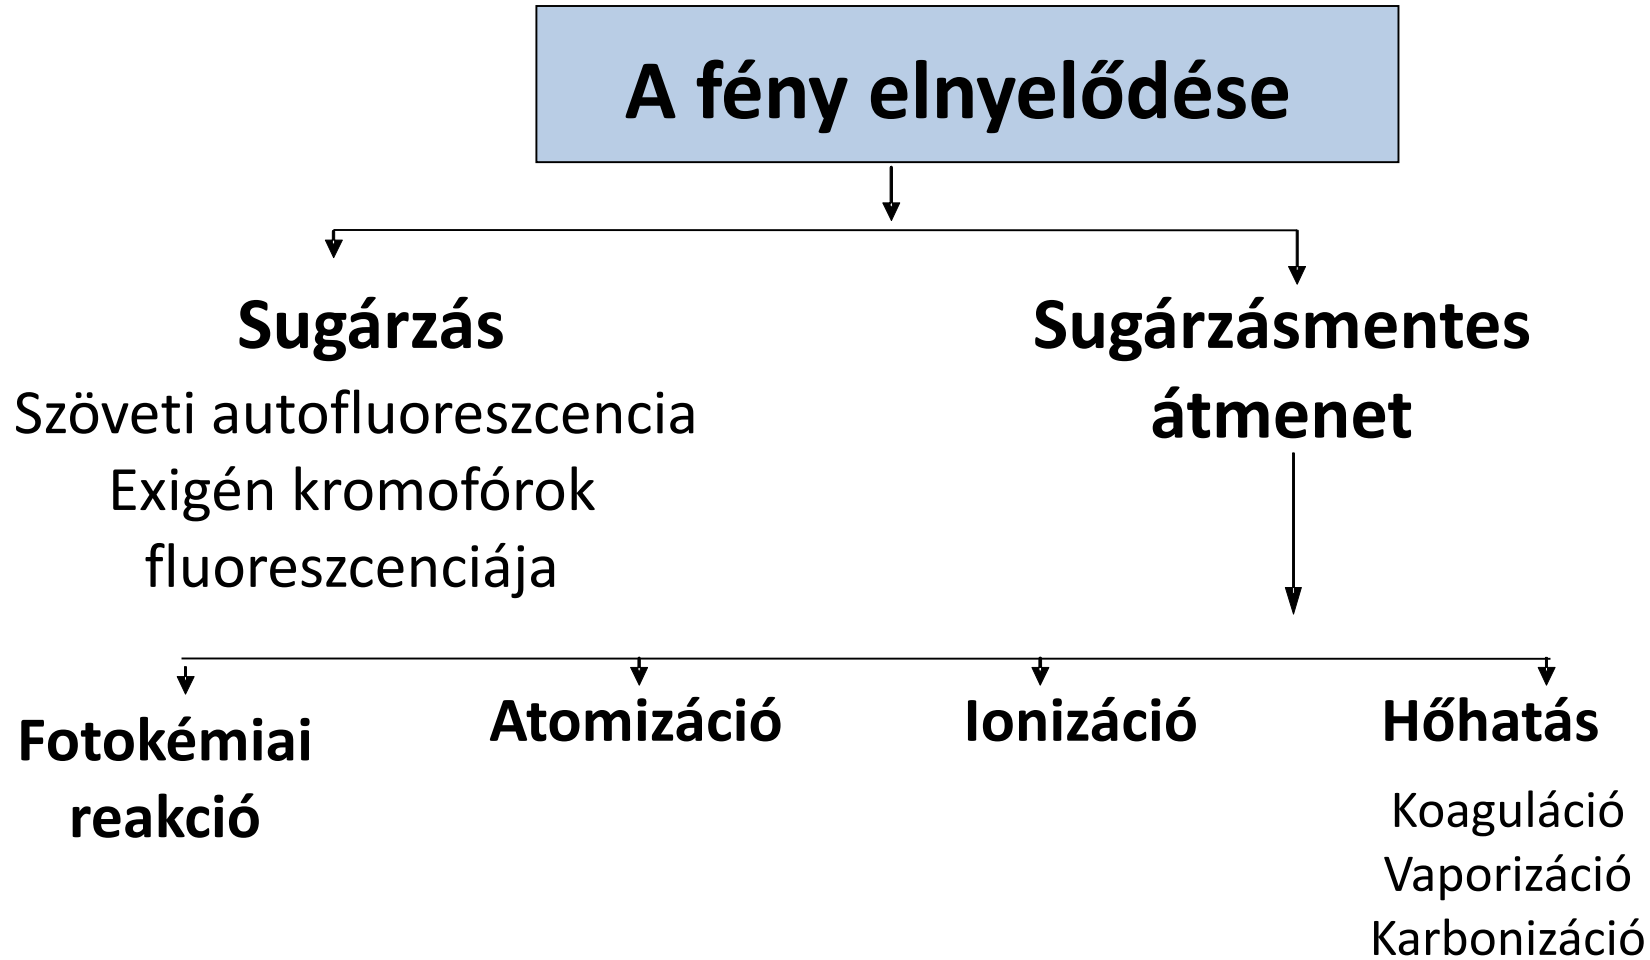 A fény elnyelődése
Sugárzás
Szöveti autofluoreszcencia
Exigén kromofórok
fluoreszcenciája
Sugárzásmentes
átmenet
Fotokémiai
reakció
Atomizáció
Ionizáció
Hőhatás
Koaguláció
Vaporizáció
Karbonizáció